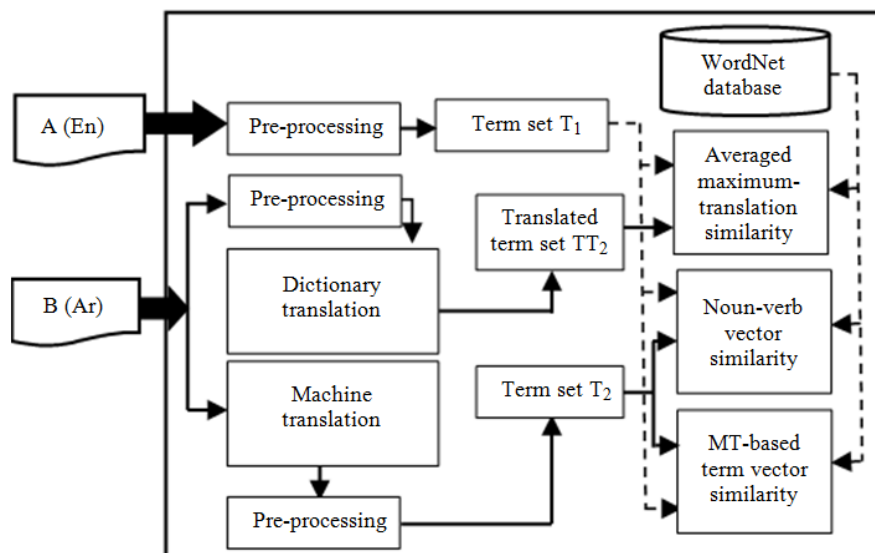 WordNet
database
A (En)
Pre-processing
Term set T₁
Averaged
maximum-
translation
similarity
Pre-processing
Translated
term set TT₂
B (Ar)
Dictionary
translation
Noun-verb
vector
similarity
Machine
translation
Term set T₂
MT-based
term vector
similarity
Pre-processing